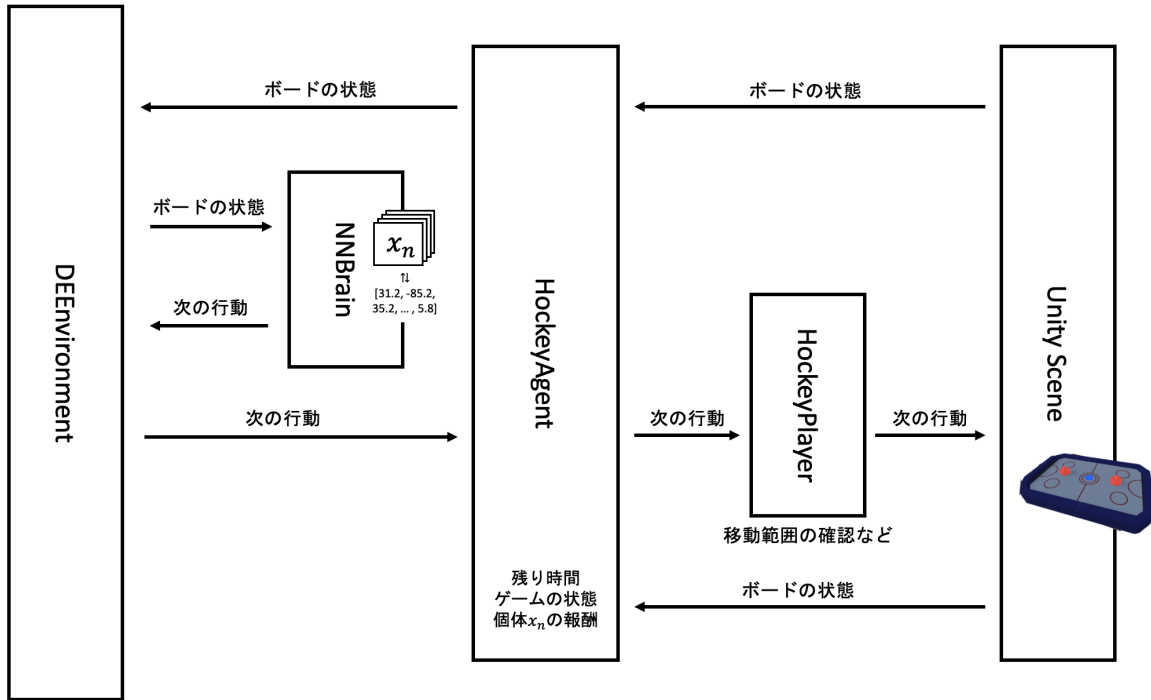 DEEnvironment
ボードの状態
ボードの状態
ボードの状態
次の行動
NNBrain
x_n
⇅
[31.2, -85.2,
35.2, ... , 5.8]
次の行動
HockeyAgent
残り時間
ゲームの状態
個体x_nの報酬
次の行動
HockeyPlayer
移動範囲の確認など
次の行動
ボードの状態
Unity Scene